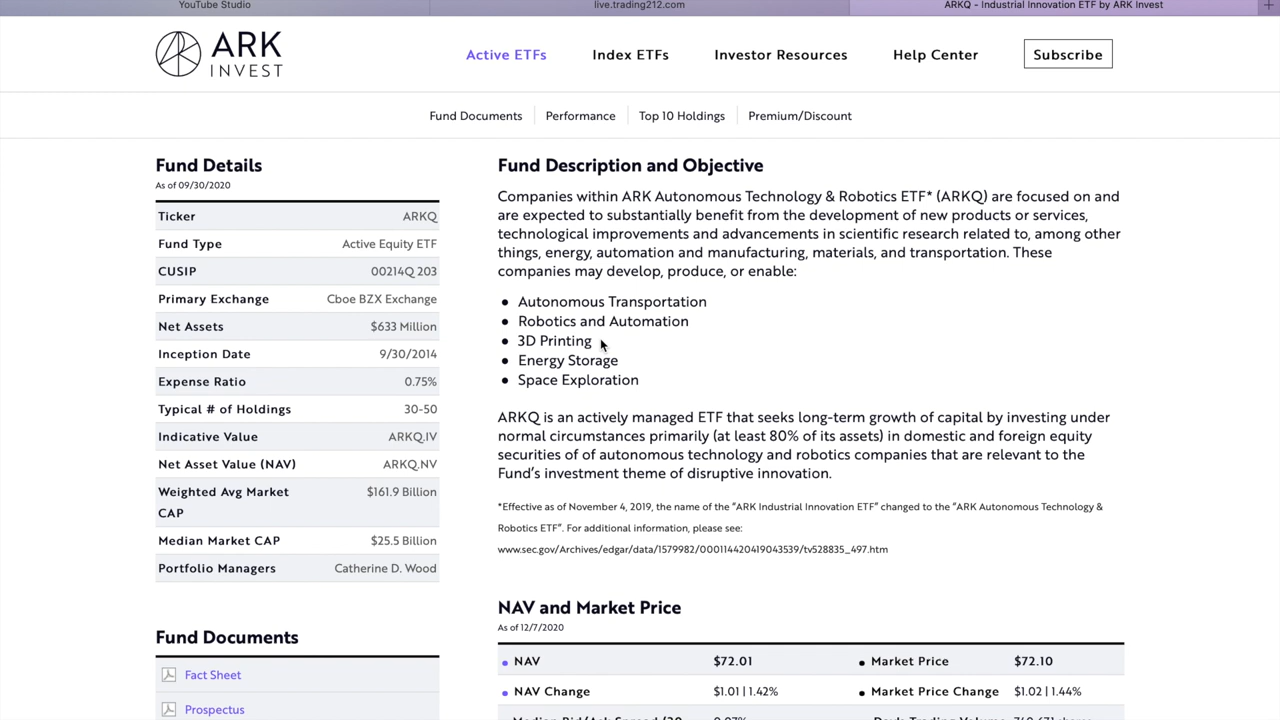 YouTube Studio
live.trading212.com
ARKQ - Industrial Innovation ETF by ARK Invest
ARK
INVEST
Active ETFs
Index ETFs
Investor Resources
Help Center
Subscribe
Fund Documents
Performance
Top 10 Holdings
Premium/Discount
Fund Details
As of 09/30/2020
Ticker ARKQ
Fund Type Active Equity ETF
CUSIP 00214Q 203
Primary Exchange Cboe BZX Exchange
Net Assets $633 Million
Inception Date 9/30/2014
Expense Ratio 0.75%
Typical # of Holdings 30-50
Indicative Value ARKQ.IV
Net Asset Value (NAV) ARKQ.NV
Weighted Avg Market $161.9 Billion
CAP
Median Market CAP $25.5 Billion
Portfolio Managers Catherine D. Wood
Fund Documents
Fact Sheet
Prospectus
Fund Description and Objective
Companies within ARK Autonomous Technology & Robotics ETF* (ARKQ) are focused on and
are expected to substantially benefit from the development of new products or services,
technological improvements and advancements in scientific research related to, among other
things, energy, automation and manufacturing, materials, and transportation. These
companies may develop, produce, or enable:
● Autonomous Transportation
● Robotics and Automation
● 3D Printing
● Energy Storage
● Space Exploration
ARKQ is an actively managed ETF that seeks long-term growth of capital by investing under
normal circumstances primarily (at least 80% of its assets) in domestic and foreign equity
securities of of autonomous technology and robotics companies that are relevant to the
Fund's investment theme of disruptive innovation.
*Effective as of November 4, 2019, the name of the "ARK Industrial Innovation ETF" changed to the "ARK Autonomous Technology &
Robotics ETF". For additional information, please see:
www.sec.gov/Archives/edgar/data/1579982/000114420419043539/tv528835_497.htm
NAV and Market Price
As of 12/7/2020
● NAV $72.01 ● Market Price $72.10
● NAV Change $1.01 | 1.42% ● Market Price Change $1.02 | 1.44%